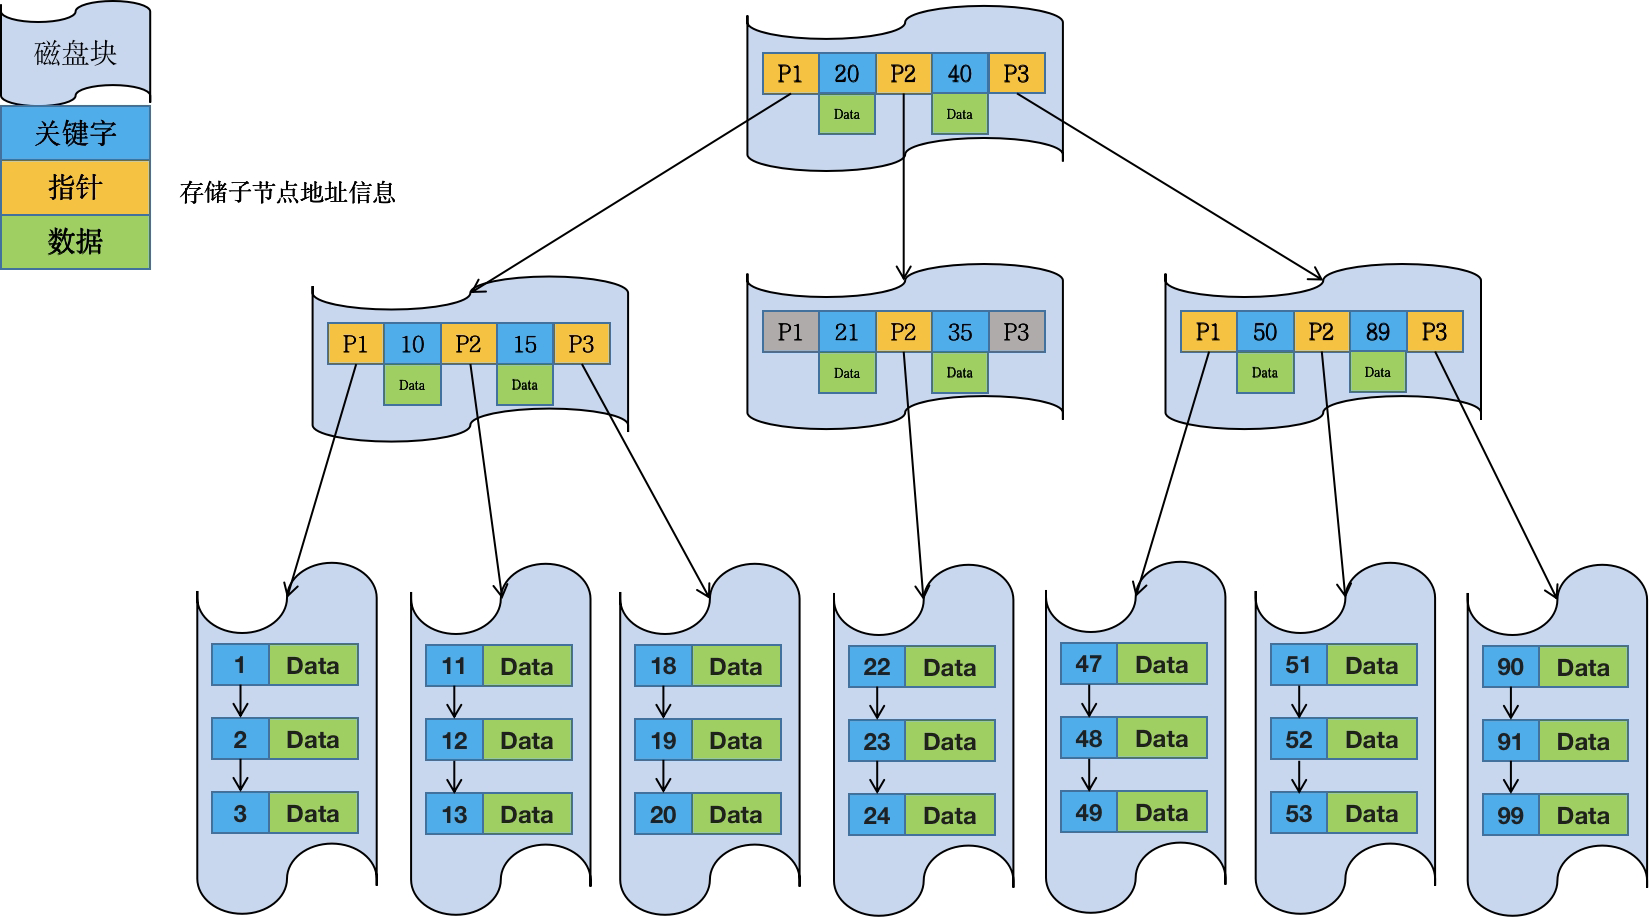 磁盘块
关键字
指针
数据
存储子节点地址信息
P1 20 P2 40 P3
Data Data
P1 10 P2 15 P3
Data Data
P1 21 P2 35 P3
Data Data
P1 50 P2 89 P3
Data Data
1 Data
2 Data
3 Data
11 Data
12 Data
13 Data
18 Data
19 Data
20 Data
22 Data
23 Data
24 Data
47 Data
48 Data
49 Data
51 Data
52 Data
53 Data
90 Data
91 Data
99 Data